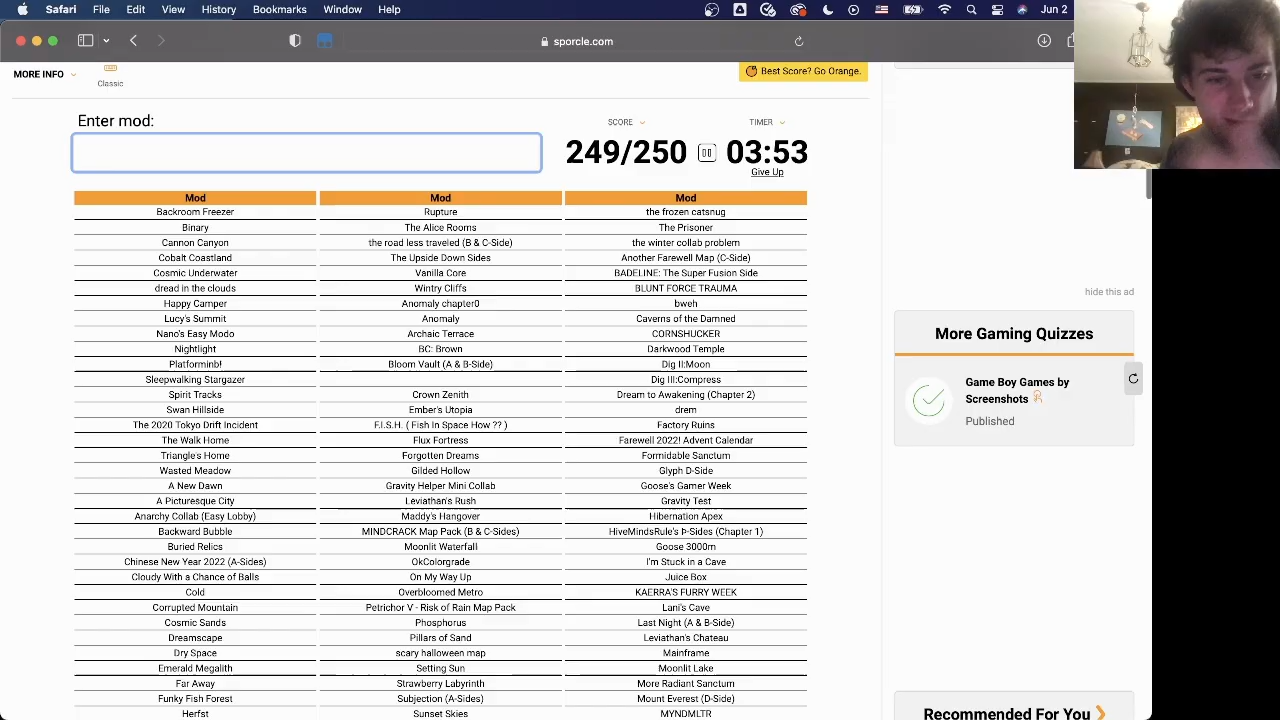 Safari File Edit View History Bookmarks Window Help Jun 2
sporcle.com
MORE INFO
Classic
Best Score? Go Orange.
Enter mod:
SCORE
TIMER
249/250
03:53
Give Up
Mod Mod Mod
Backroom Freezer Rupture the frozen catsnug
Binary The Alice Rooms The Prisoner
Cannon Canyon the road less traveled (B & C-Side) the winter collab problem
Cobalt Coastland The Upside Down Sides Another Farewell Map (C-Side)
Cosmic Underwater Vanilla Core BADELINE: The Super Fusion Side
dread in the clouds Wintry Cliffs BLUNT FORCE TRAUMA
Happy Camper Anomaly chapter0 bweh
Lucy's Summit Anomaly Caverns of the Damned
Nano's Easy Modo Archaic Terrace CORNSHUCKER
Nightlight BC: Brown Darkwood Temple
Platforminb! Bloom Vault (A & B-Side) Dig II:Moon
Sleepwalking Stargazer Dig III:Compress
Spirit Tracks Crown Zenith Dream to Awakening (Chapter 2)
Swan Hillside Ember's Utopia drem
The 2020 Tokyo Drift Incident F.I.S.H. ( Fish In Space How ?? ) Factory Ruins
The Walk Home Flux Fortress Farewell 2022! Advent Calendar
Triangle's Home Forgotten Dreams Formidable Sanctum
Wasted Meadow Gilded Hollow Glyph D-Side
A New Dawn Gravity Helper Mini Collab Goose's Gamer Week
A Picturesque City Leviathan's Rush Gravity Test
Anarchy Collab (Easy Lobby) Maddy's Hangover Hibernation Apex
Backward Bubble MINDCRACK Map Pack (B & C-Sides) HiveMindsRule's Þ-Sides (Chapter 1)
Buried Relics Moonlit Waterfall Goose 3000m
Chinese New Year 2022 (A-Sides) OkColorgrade I'm Stuck in a Cave
Cloudy With a Chance of Balls On My Way Up Juice Box
Cold Overbloomed Metro KAERRA'S FURRY WEEK
Corrupted Mountain Petrichor V - Risk of Rain Map Pack Lani's Cave
Cosmic Sands Phosphorus Last Night (A & B-Side)
Dreamscape Pillars of Sand Leviathan's Chateau
Dry Space scary halloween map Mainframe
Emerald Megalith Setting Sun Moonlit Lake
Far Away Strawberry Labyrinth More Radiant Sanctum
Funky Fish Forest Subjection (A-Sides) Mount Everest (D-Side)
Herfst Sunset Skies MYNDMLTR
hide this ad
More Gaming Quizzes
Game Boy Games by
Screenshots
Published
Recommended For You